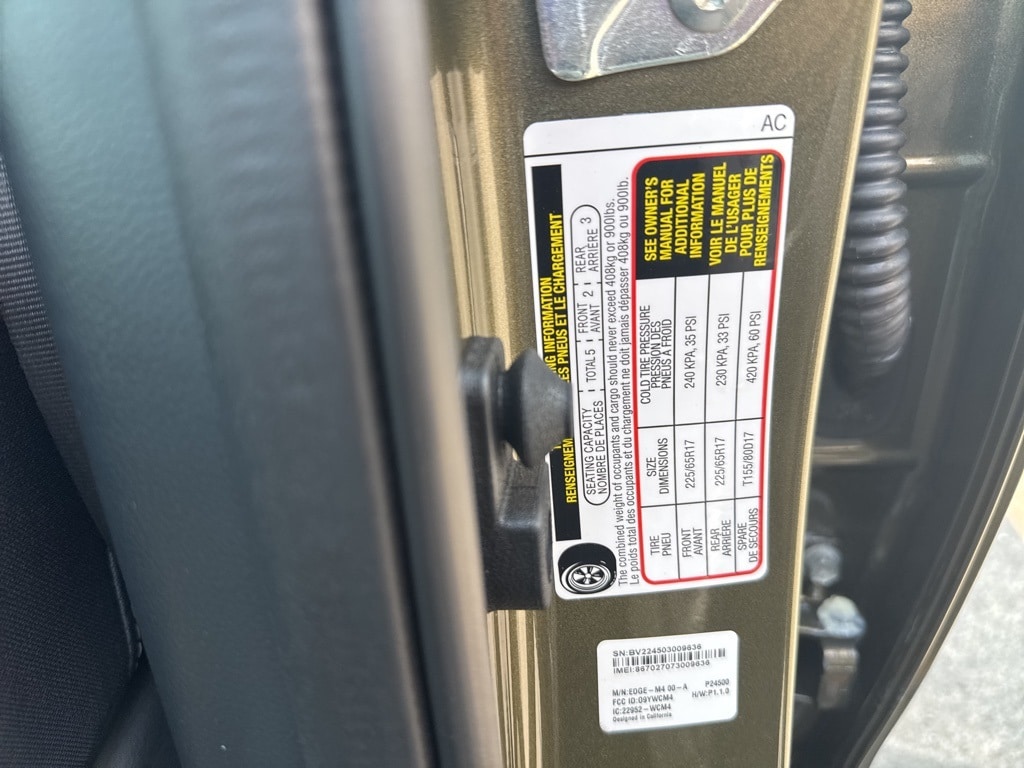 AC
ING INFORMATION
RENSEIGNEM ES PNEUS ET LE CHARGEMENT
SEATING CAPACITY
NOMBRE DE PLACES
TOTAL 5
FRONT
AVANT 2
REAR
ARRIÈRE 3
The combined weight of occupants and cargo should never exceed 408kg or 900lbs.
Le poids total des occupants et du chargement ne doit jamais dépasser 408kg ou 900lb.
TIRE
PNEU
SIZE
DIMENSIONS
COLD TIRE PRESSURE
PRESSION DES
PNEUS A FROID
FRONT
AVANT
225/65R17
240 KPA, 35 PSI
REAR
ARRIÈRE
225/65R17
230 KPA, 33 PSI
SPARE
DE SECOURS
T155/80D17
420 KPA, 60 PSI
SEE OWNER'S
MANUAL FOR
ADDITIONAL
INFORMATION
VOIR LE MANUEL
DE L'USAGER
POUR PLUS DE
RENSEIGNEMENTS
SN:BV224503009636
IMEI:867027073009636
M/N:EDGE-M4 00-A P24500
FCC ID:09YWCM4 H/W:P1.1.0
IC:22952-WCM4
Designed in California